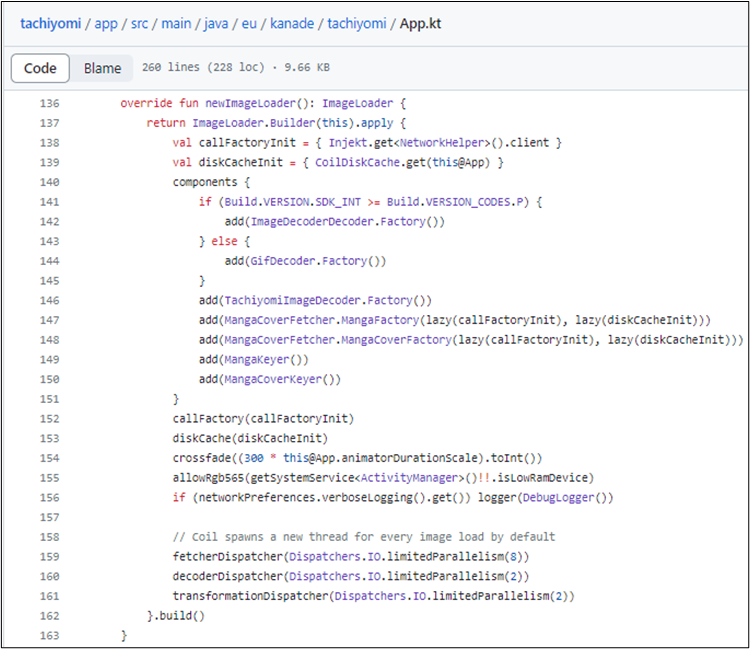 tachiyomi / app / src / main / java / eu / kanade / tachiyomi / App.kt
Code Blame 260 lines (228 loc) · 9.66 KB
136 override fun newImageLoader(): ImageLoader {
137 return ImageLoader.Builder(this).apply {
138 val callFactoryInit = { Injekt.get<NetworkHelper>().client }
139 val diskCacheInit = { CoilDiskCache.get(this@App) }
140 components {
141 if (Build.VERSION.SDK_INT >= Build.VERSION_CODES.P) {
142 add(ImageDecoderDecoder.Factory())
143 } else {
144 add(GifDecoder.Factory())
145 }
146 add(TachiyomiImageDecoder.Factory())
147 add(MangaCoverFetcher.MangaFactory(lazy(callFactoryInit), lazy(diskCacheInit)))
148 add(MangaCoverFetcher.MangaCoverFactory(lazy(callFactoryInit), lazy(diskCacheInit)))
149 add(MangaKeyer())
150 add(MangaCoverKeyer())
151 }
152 callFactory(callFactoryInit)
153 diskCache(diskCacheInit)
154 crossfade((300 * this@App.animatorDurationScale).toInt())
155 allowRgb565(getSystemService<ActivityManager>()!!.isLowRamDevice)
156 if (networkPreferences.verboseLogging().get()) logger(DebugLogger())
157
158 // Coil spawns a new thread for every image load by default
159 fetcherDispatcher(Dispatchers.IO.limitedParallelism(8))
160 decoderDispatcher(Dispatchers.IO.limitedParallelism(2))
161 transformationDispatcher(Dispatchers.IO.limitedParallelism(2))
162 }.build()
163 }